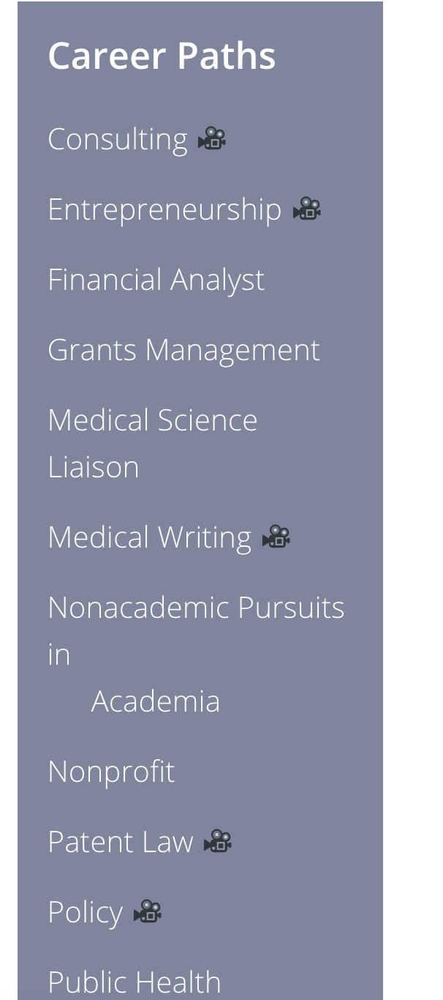 Career Paths
Consulting 🎥
Entrepreneurship 🎥
Financial Analyst
Grants Management
Medical Science
Liaison
Medical Writing 🎥
Nonacademic Pursuits
in
Academia
Nonprofit
Patent Law 🎥
Policy 🎥
Public Health